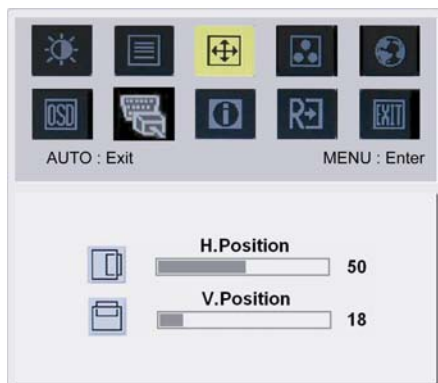 OSD i R EXIT
AUTO : Exit MENU : Enter
H.Position
50
V.Position
18